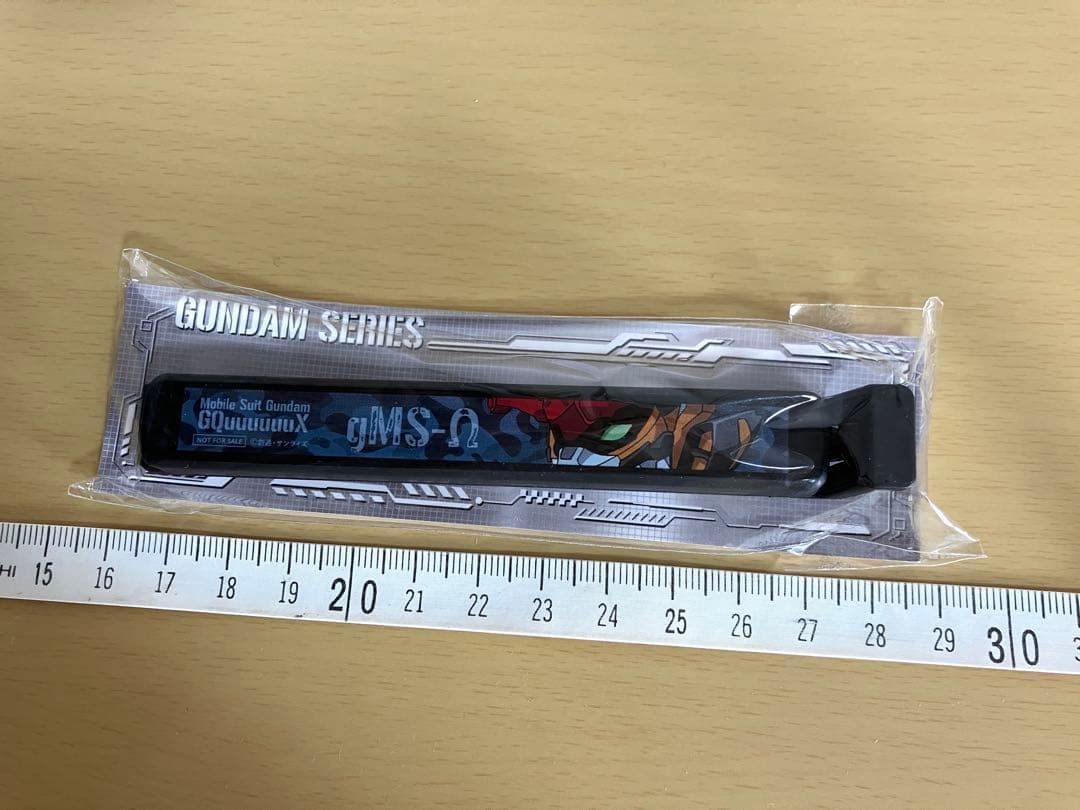 GUNDAM SERIES
Mobile Suit Gundam
GQuuuuuuX
NOT FOR SALE ©創通・サンライズ
gMS-Ω
HI 15 16 17 18 19 20 21 22 23 24 25 26 27 28 29 30